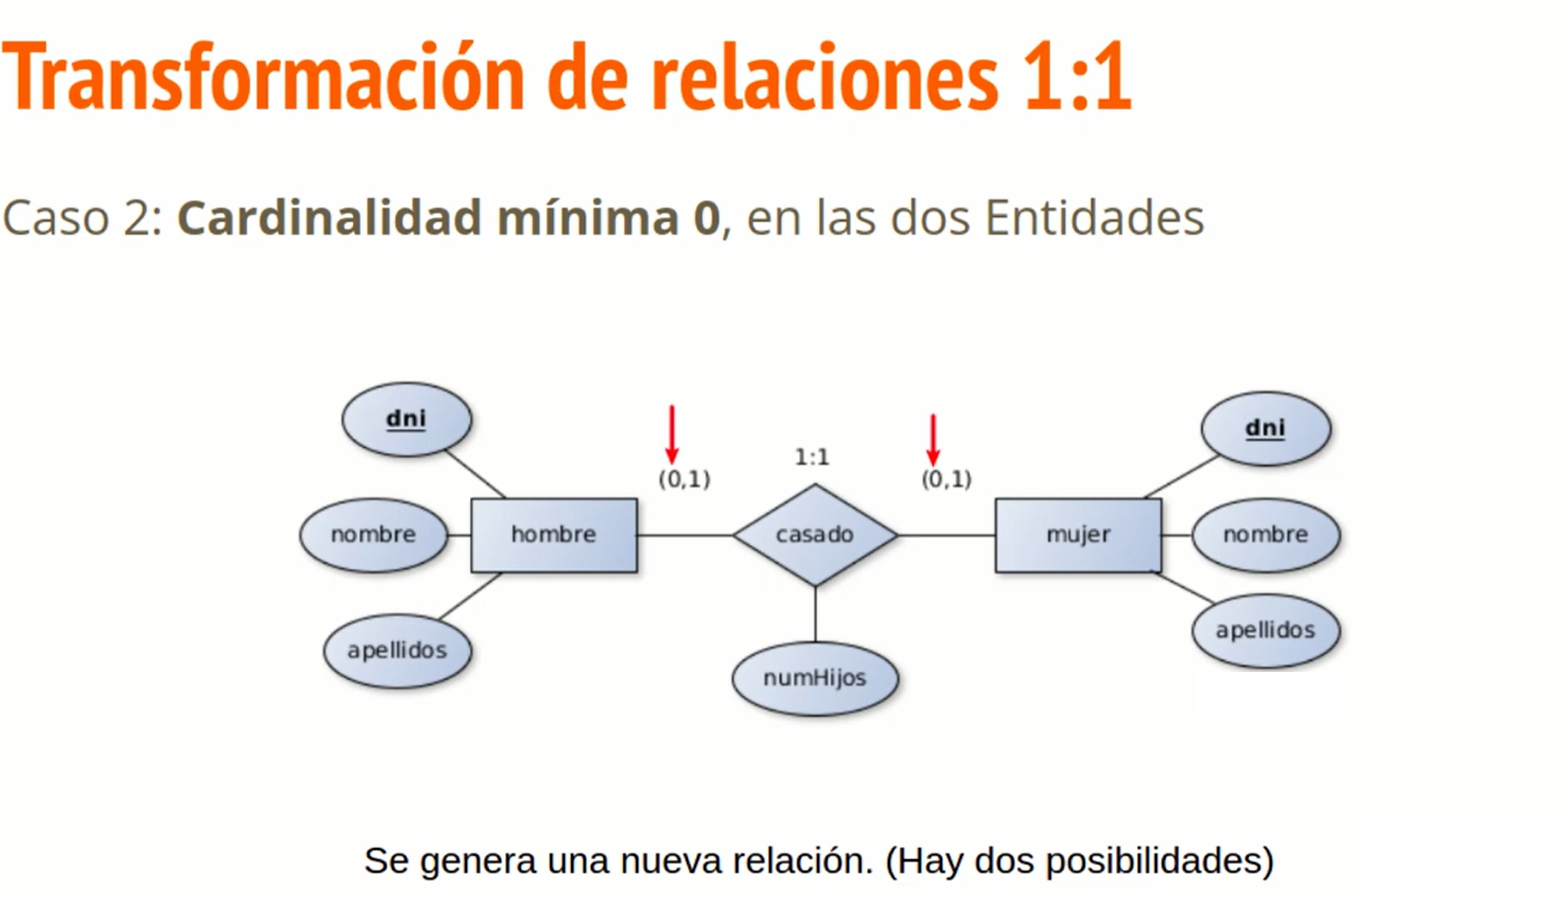 Transformación de relaciones 1:1
Caso 2: Cardinalidad mínima 0, en las dos Entidades
dni
dni
1:1
(0,1)
(0,1)
nombre
hombre
casado
mujer
nombre
apellidos
apellidos
numHijos
Se genera una nueva relación. (Hay dos posibilidades)